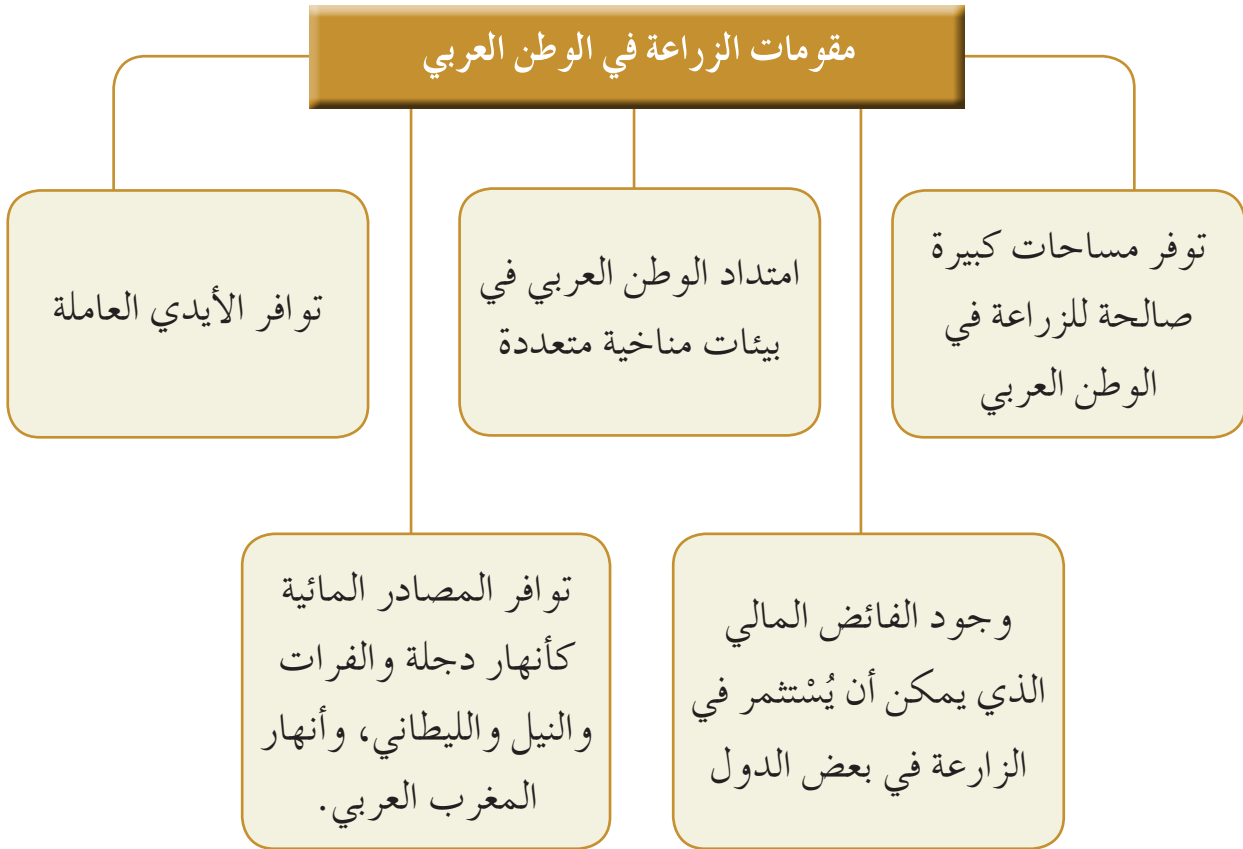 مقومات الزراعة في الوطن العربي
توفر مساحات كبيرة
صالحة للزراعة في
الوطن العربي
امتداد الوطن العربي في
بيئات مناخية متعددة
توافر الأيدي العاملة
وجود الفائض المالي
الذي يمكن أن يُسْتثمر في
الزارعة في بعض الدول
توافر المصادر المائية
كأنهار دجلة والفرات
والنيل والليطاني، وأنهار
المغرب العربي.